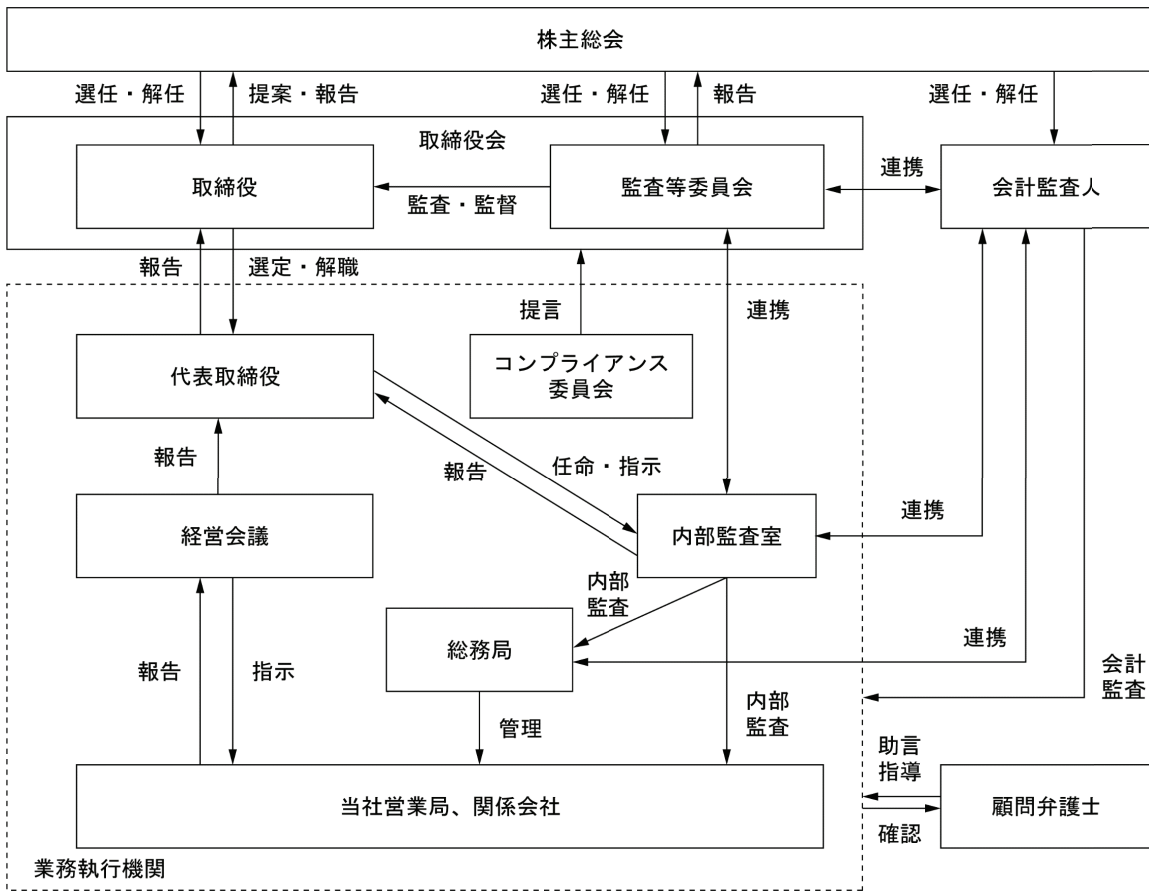 株主総会
選任・解任
提案・報告
選任・解任
報告
選任・解任
取締役会
取締役
監査・監督
監査等委員会
連携
会計監査人
報告
選定・解職
提言
連携
代表取締役
コンプライアンス
委員会
報告
報告
任命・指示
経営会議
内部監査室
連携
内部
監査
総務局
連携
報告
指示
会計
監査
管理
内部
監査
助言
指導
当社営業局、関係会社
顧問弁護士
確認
業務執行機関